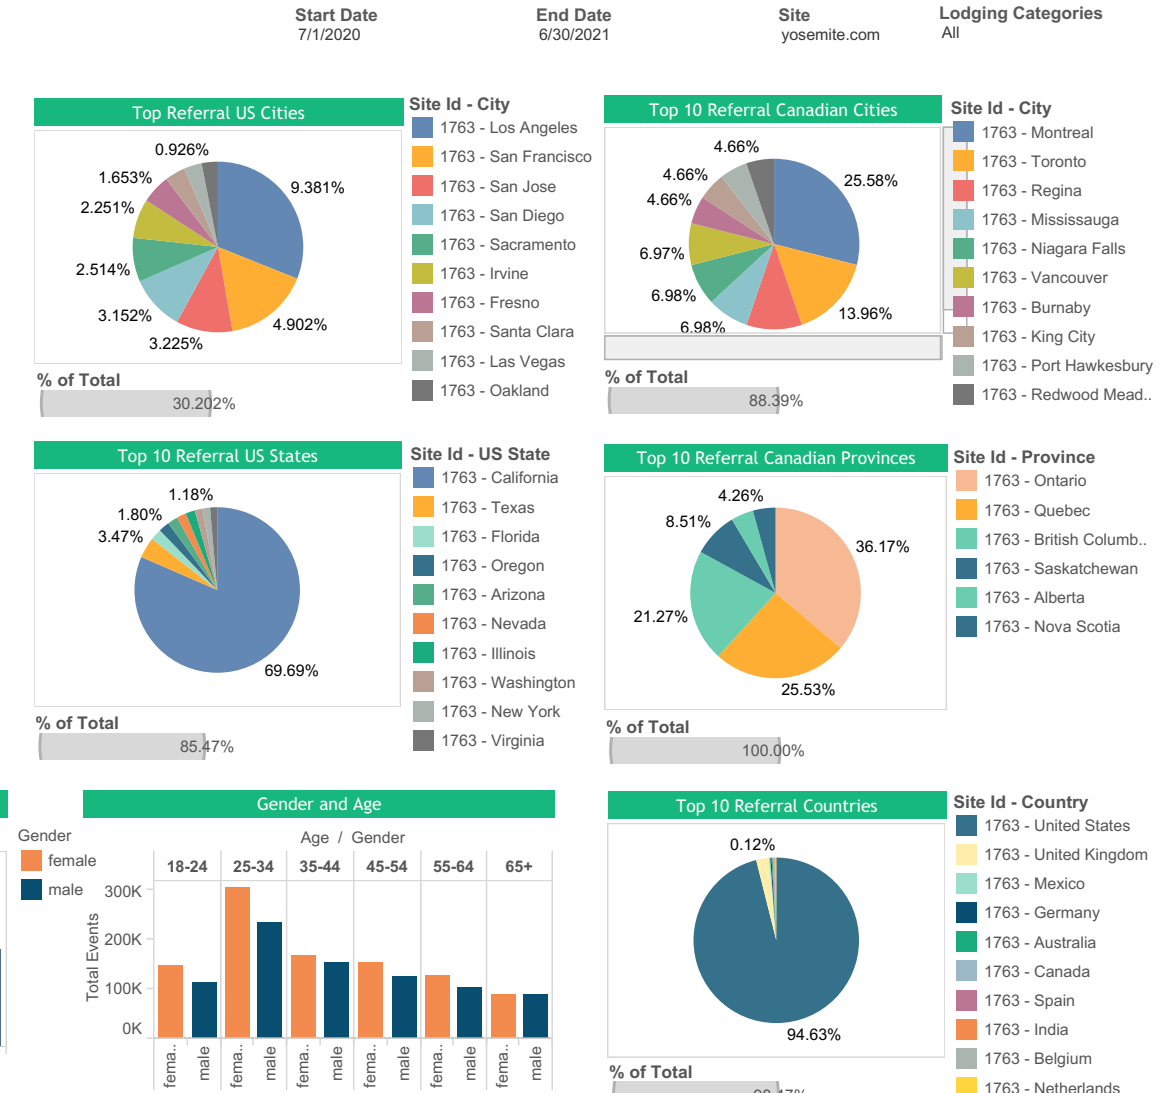 Start Date
7/1/2020
End Date
6/30/2021
Site
yosemite.com
Lodging Categories
All
Top Referral US Cities
0.926%
1.653%
2.251%
2.514%
3.152%
3.225%
4.902%
9.381%
% of Total
30.202%
Site Id - City
1763 - Los Angeles
1763 - San Francisco
1763 - San Jose
1763 - San Diego
1763 - Sacramento
1763 - Irvine
1763 - Fresno
1763 - Santa Clara
1763 - Las Vegas
1763 - Oakland
Top 10 Referral Canadian Cities
4.66%
4.66%
4.66%
6.97%
6.98%
6.98%
13.96%
25.58%
% of Total
88.39%
Site Id - City
1763 - Montreal
1763 - Toronto
1763 - Regina
1763 - Mississauga
1763 - Niagara Falls
1763 - Vancouver
1763 - Burnaby
1763 - King City
1763 - Port Hawkesbury
1763 - Redwood Mead..
Top 10 Referral US States
1.18%
1.80%
3.47%
69.69%
% of Total
85.47%
Site Id - US State
1763 - California
1763 - Texas
1763 - Florida
1763 - Oregon
1763 - Arizona
1763 - Nevada
1763 - Illinois
1763 - Washington
1763 - New York
1763 - Virginia
Top 10 Referral Canadian Provinces
4.26%
8.51%
21.27%
25.53%
36.17%
% of Total
100.00%
Site Id - Province
1763 - Ontario
1763 - Quebec
1763 - British Columb..
1763 - Saskatchewan
1763 - Alberta
1763 - Nova Scotia
Gender
female
male
Gender and Age
Age / Gender
18-24 25-34 35-44 45-54 55-64 65+
Total Events
300K
200K
100K
0K
fema.. male fema.. male fema.. male fema.. male fema.. male fema.. male
Top 10 Referral Countries
0.12%
94.63%
% of Total
Site Id - Country
1763 - United States
1763 - United Kingdom
1763 - Mexico
1763 - Germany
1763 - Australia
1763 - Canada
1763 - Spain
1763 - India
1763 - Belgium
1763 - Netherlands